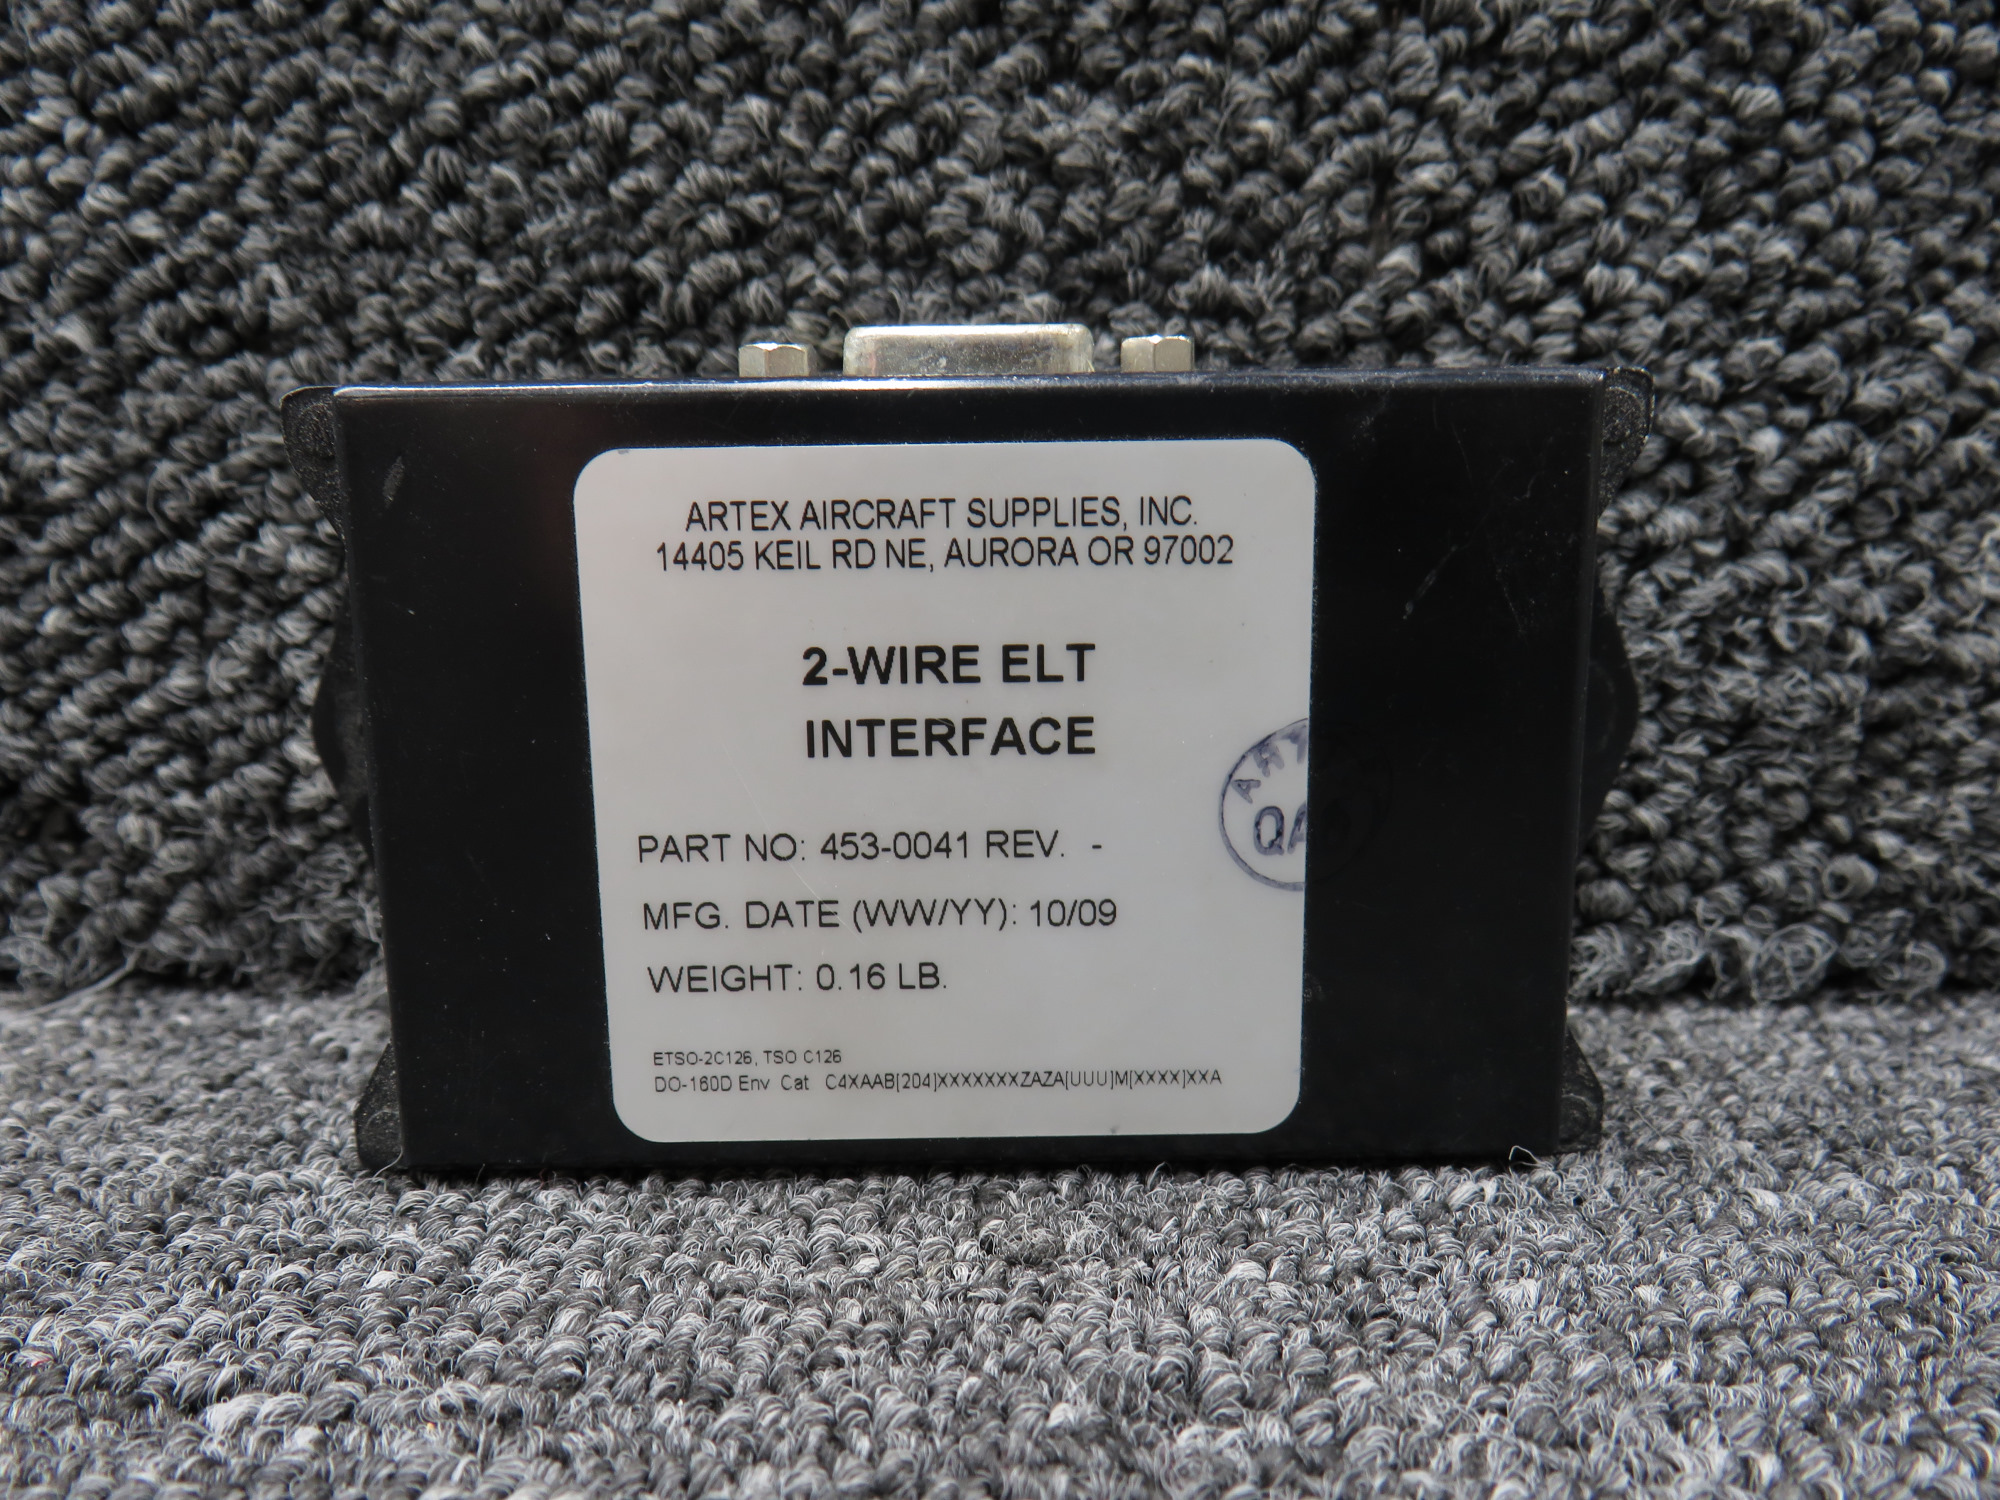 ARTEX AIRCRAFT SUPPLIES, INC.
14405 KEIL RD NE, AURORA OR 97002
2-WIRE ELT
INTERFACE
PART NO: 453-0041 REV. -
MFG. DATE (WW/YY): 10/09
WEIGHT: 0.16 LB.
ETSO-2C126, TSO C126
DO-160D Env Cat C4XAAB[204]XXXXXXXZAZA[UUU]M[XXXX]XXA